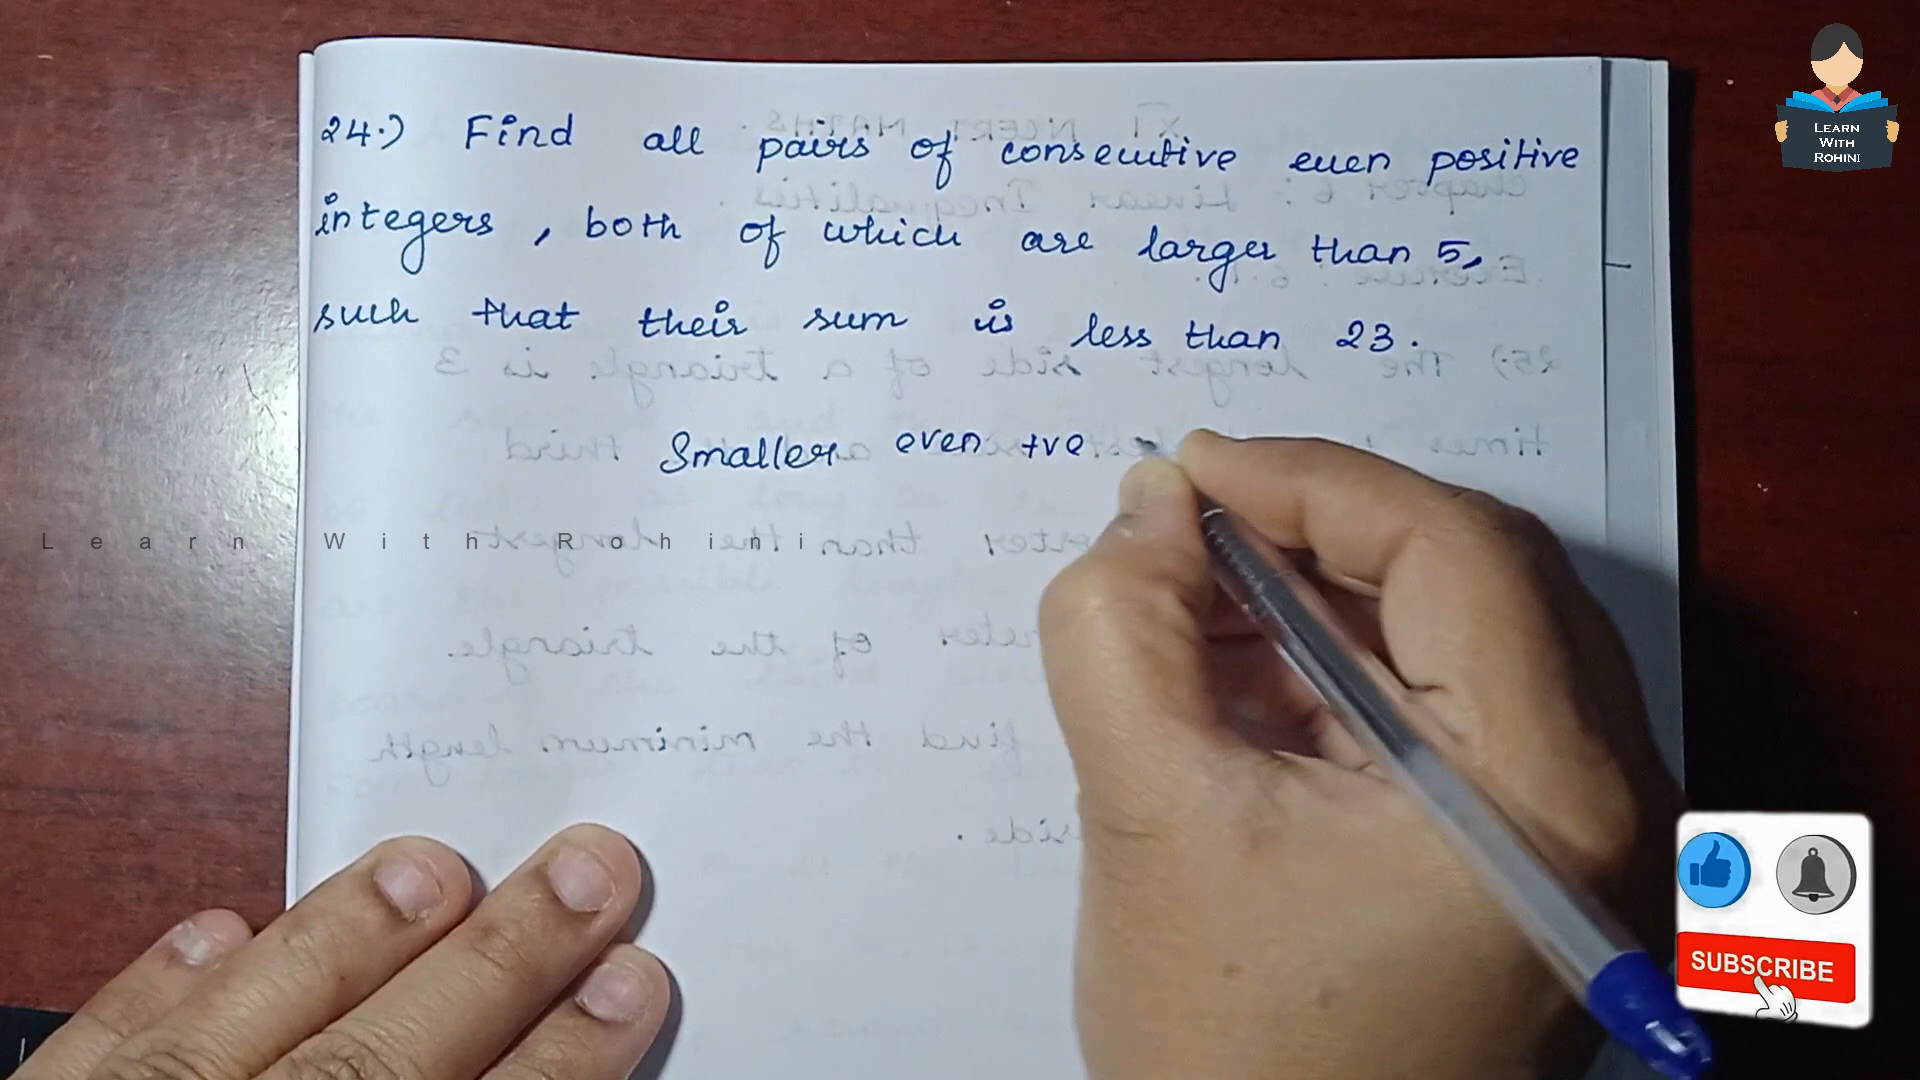 24.) Find all pairs of consecutive even positive
integers, both of which are larger than 5,
such that their sum is less than 23.
Smaller even +ve
Learn With Rohini
LEARN
WITH
ROHINI
SUBSCRIBE